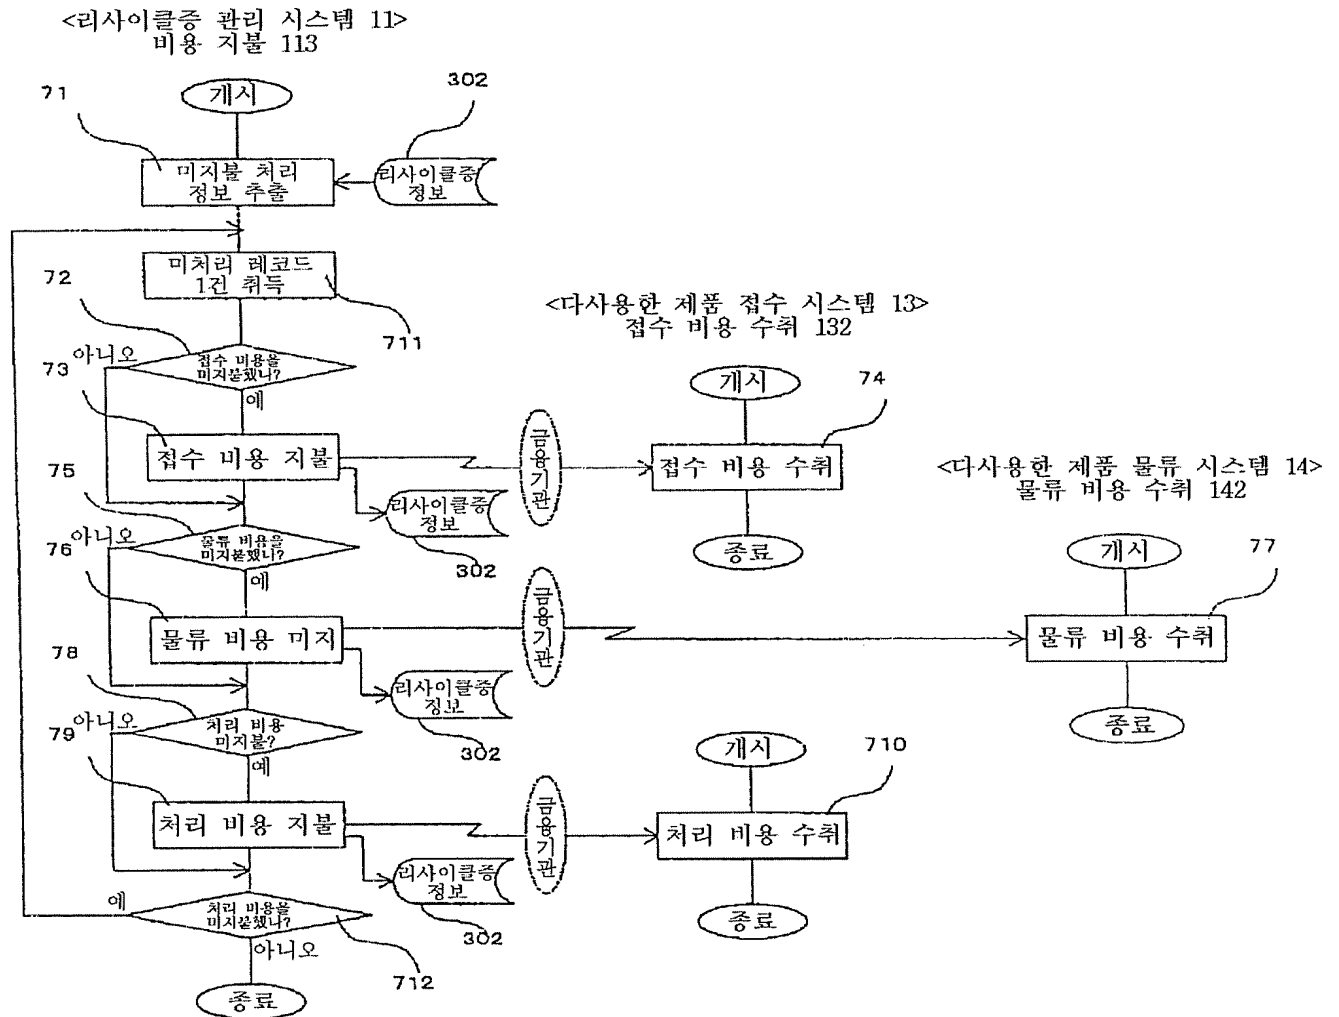 <리사이클증 관리 시스템 11>
비용 지불 113
71
개시
302
미지불 처리
정보 추출
리사이클증
정보
72
미처리 레코드
1건 취득
711
<다사용한 제품 접수 시스템 13>
접수 비용 수취 132
73
아니오
접수 비용을
미지불했니?
예
개시
74
접수 비용 지불
금융기관
접수 비용 수취
<다사용한 제품 물류 시스템 14>
물류 비용 수취 142
75
리사이클증
정보
302
76
아니오
물류 비용을
미지불했니?
예
종료
개시
77
물류 비용 미지
금융기관
물류 비용 수취
78
리사이클증
정보
302
79
아니오
처리 비용
미지불?
예
종료
개시
710
처리 비용 지불
금융기관
처리 비용 수취
리사이클증
정보
302
예
처리 비용을
미지불했니?
아니오
712
종료
종료